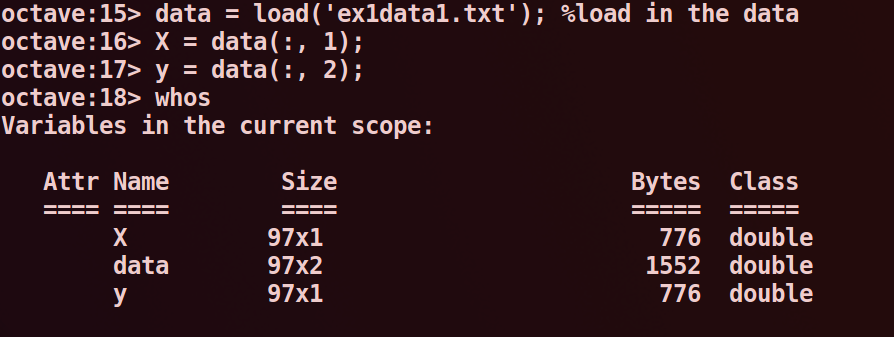 octave:15> data = load('ex1data1.txt'); %load in the data
octave:16> X = data(:, 1);
octave:17> y = data(:, 2);
octave:18> whos
Variables in the current scope:
   Attr Name        Size                     Bytes  Class
   ==== ====        ====                     =====  =====
        X          97x1                        776  double
        data       97x2                       1552  double
        y          97x1                        776  double